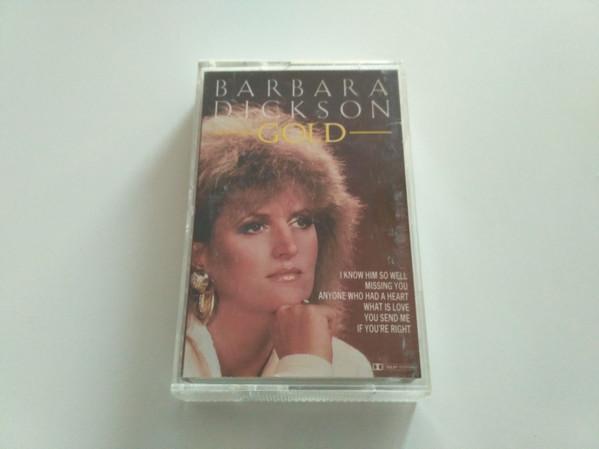 BARBARA
DICKSON
GOLD
I KNOW HIM SO WELL
MISSING YOU
ANYONE WHO HAD A HEART
WHAT IS LOVE
YOU SEND ME
IF YOU'RE RIGHT